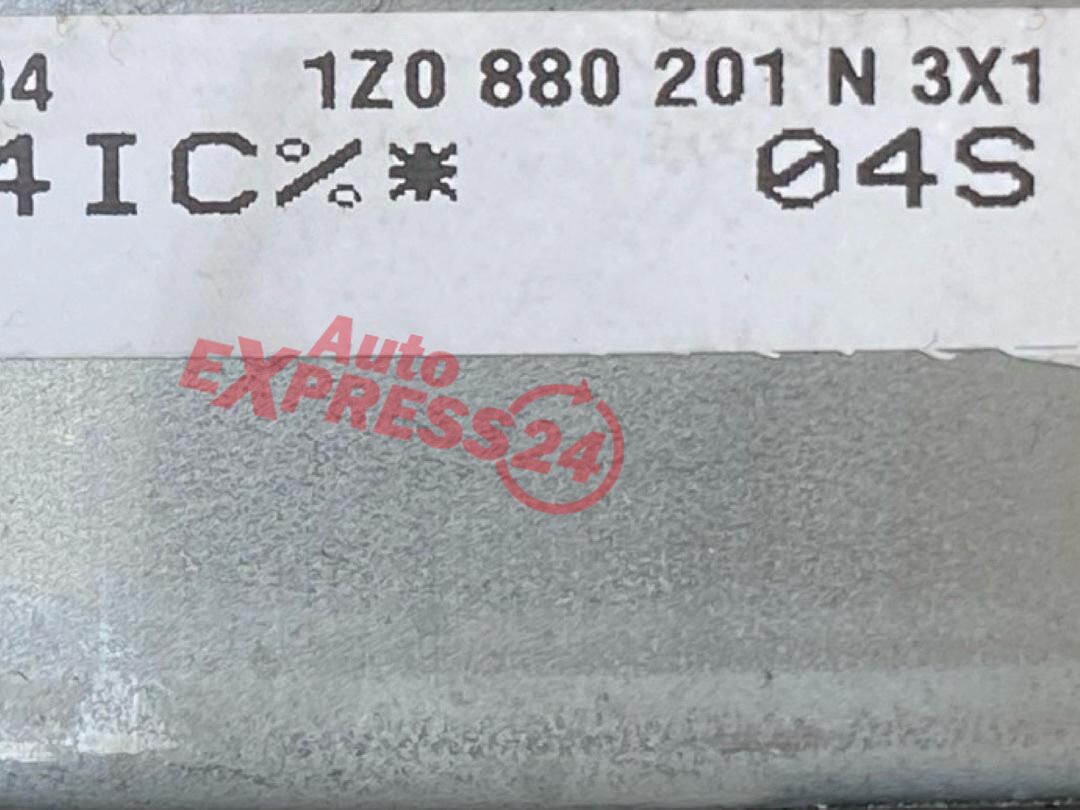 04 1Z0 880 201 N 3X1
4IC%* 04S
Auto
EXPRESS24